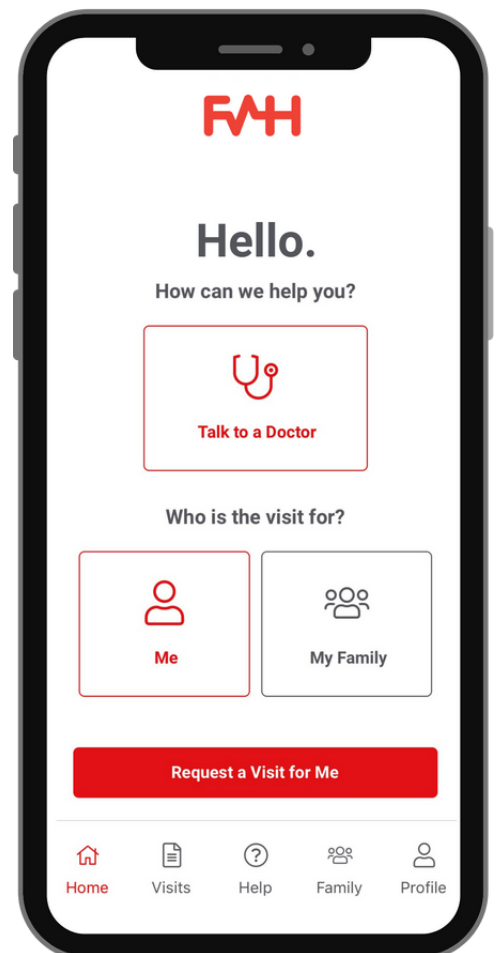 FAH
Hello.
How can we help you?
Talk to a Doctor
Who is the visit for?
Me
My Family
Request a Visit for Me
Home
Visits
Help
Family
Profile